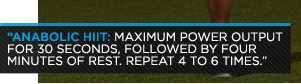 “ANABOLIC HIIT: MAXIMUM POWER OUTPUT
FOR 30 SECONDS, FOLLOWED BY FOUR
MINUTES OF REST. REPEAT 4 TO 6 TIMES.”